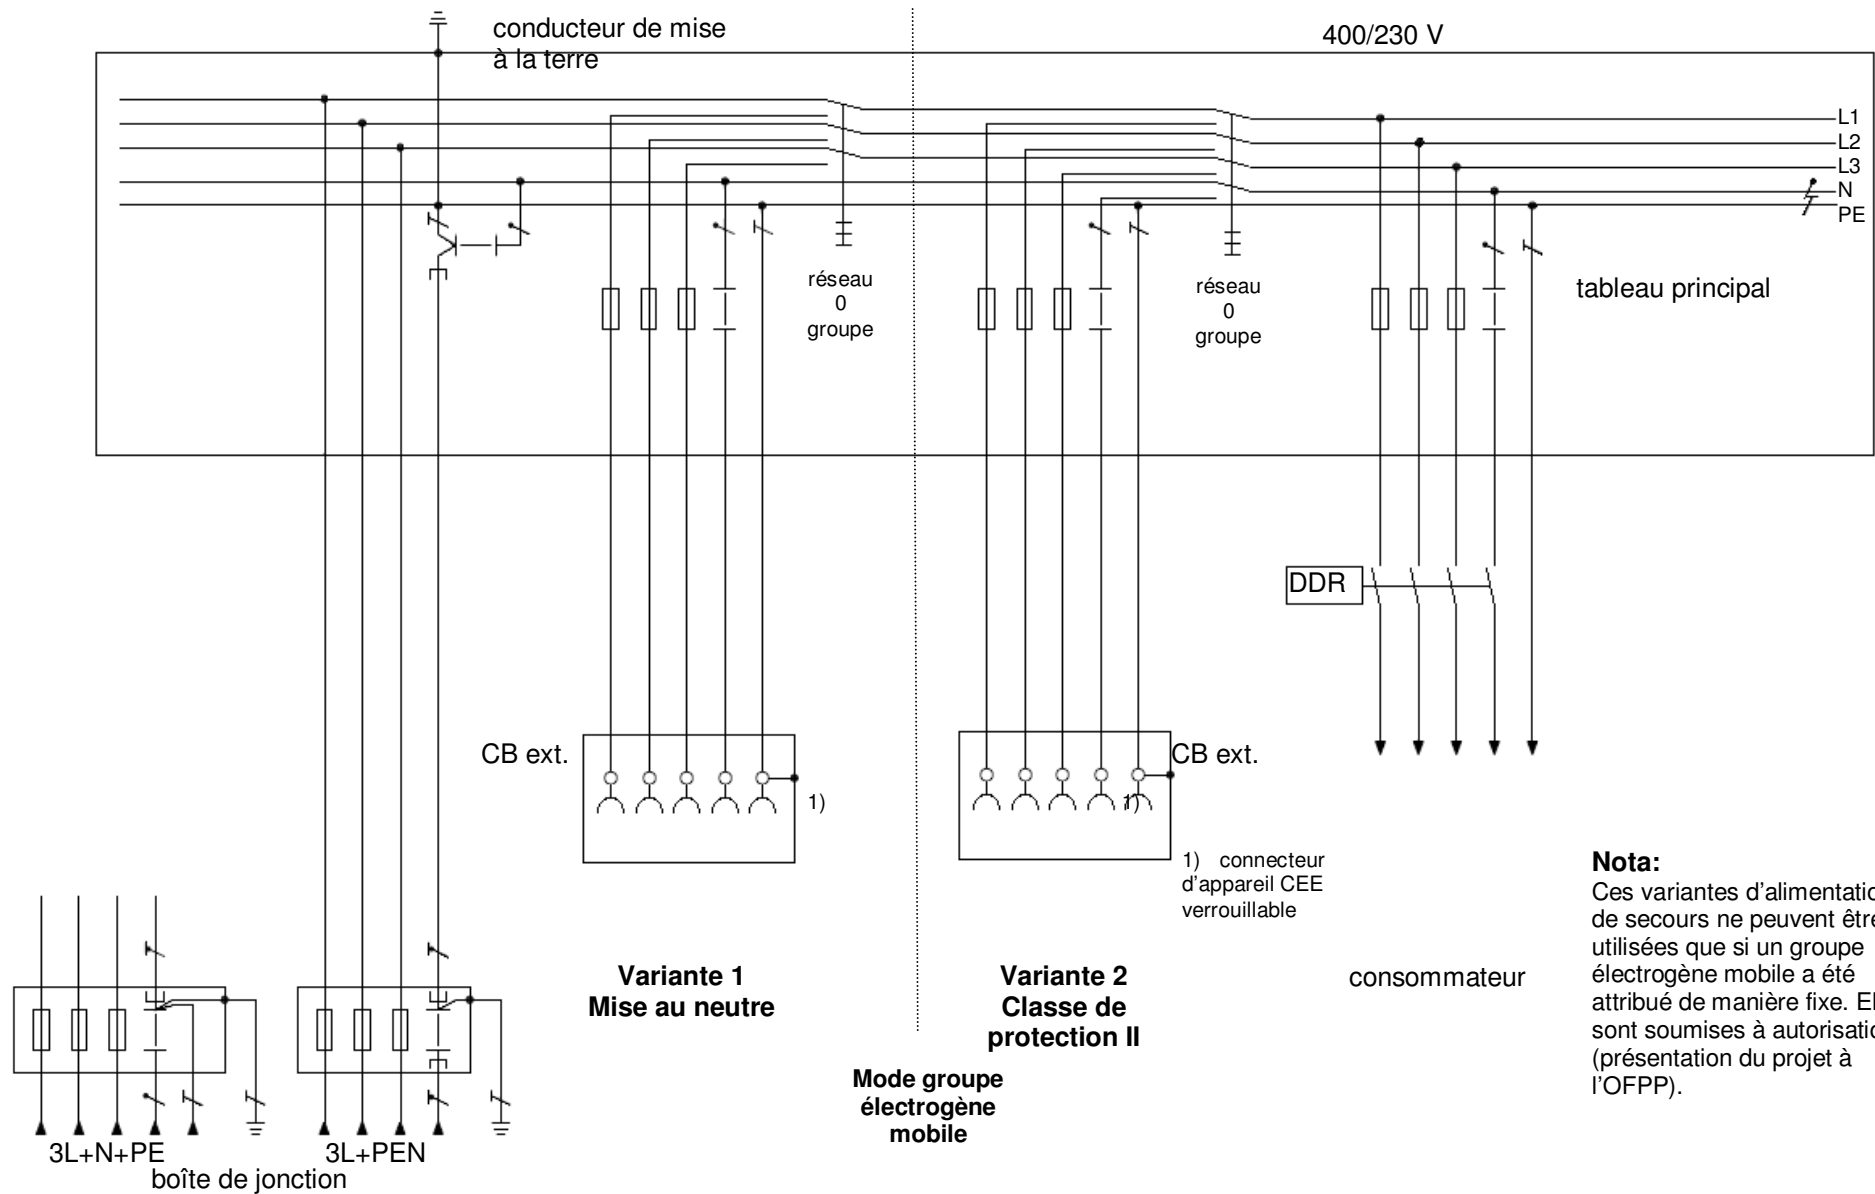 conducteur de mise
à la terre
400/230 V
L1
L2
L3
N
PE
réseau
0
groupe
réseau
0
groupe
tableau principal
DDR
CB ext.
1)
CB ext.
1)
1) connecteur
d'appareil CEE
verrouillable
Variante 1
Mise au neutre
Variante 2
Classe de
protection II
Mode groupe
électrogène
mobile
consommateur
Nota:
Ces variantes d'alimentatio
de secours ne peuvent être
utilisées que si un groupe
électrogène mobile a été
attribué de manière fixe. El
sont soumises à autorisatio
(présentation du projet à
l'OFPP).
3L+N+PE
3L+PEN
boîte de jonction